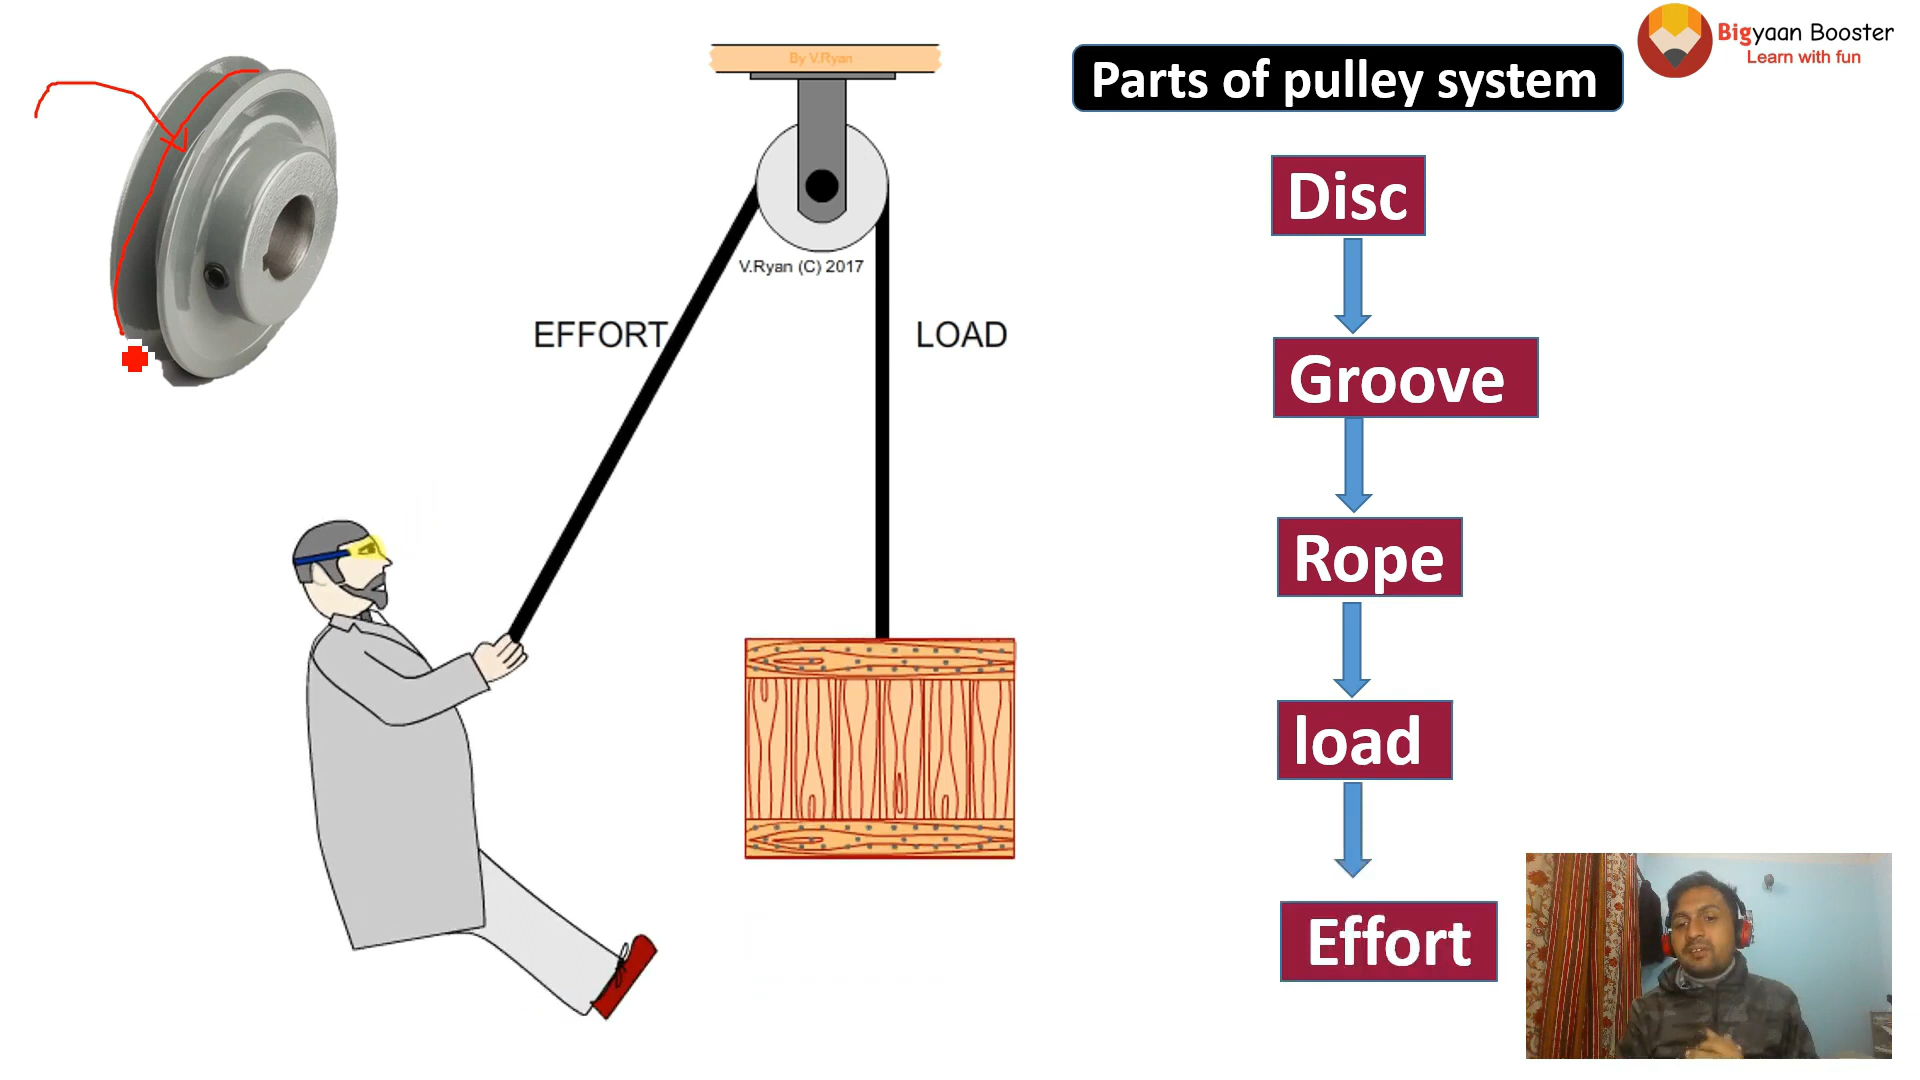 Bigyaan Booster
Learn with fun
By V.Ryan
Parts of pulley system
Disc
V.Ryan (C) 2017
EFFORT
LOAD
Groove
Rope
load
Effort